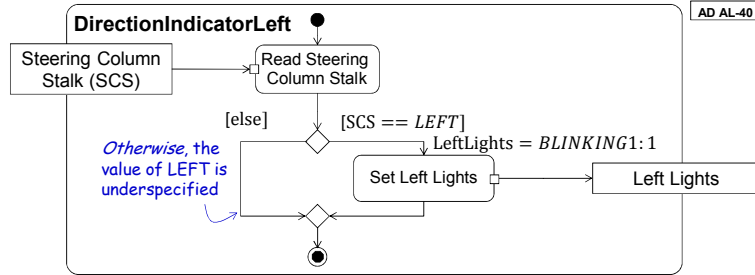 AD AL-40
DirectionIndicatorLeft
Steering Column
Stalk (SCS)
Read Steering
Column Stalk
[else]
[SCS == LEFT]
LeftLights = BLINKING1:1
Otherwise, the
value of LEFT is
underspecified
Set Left Lights
Left Lights